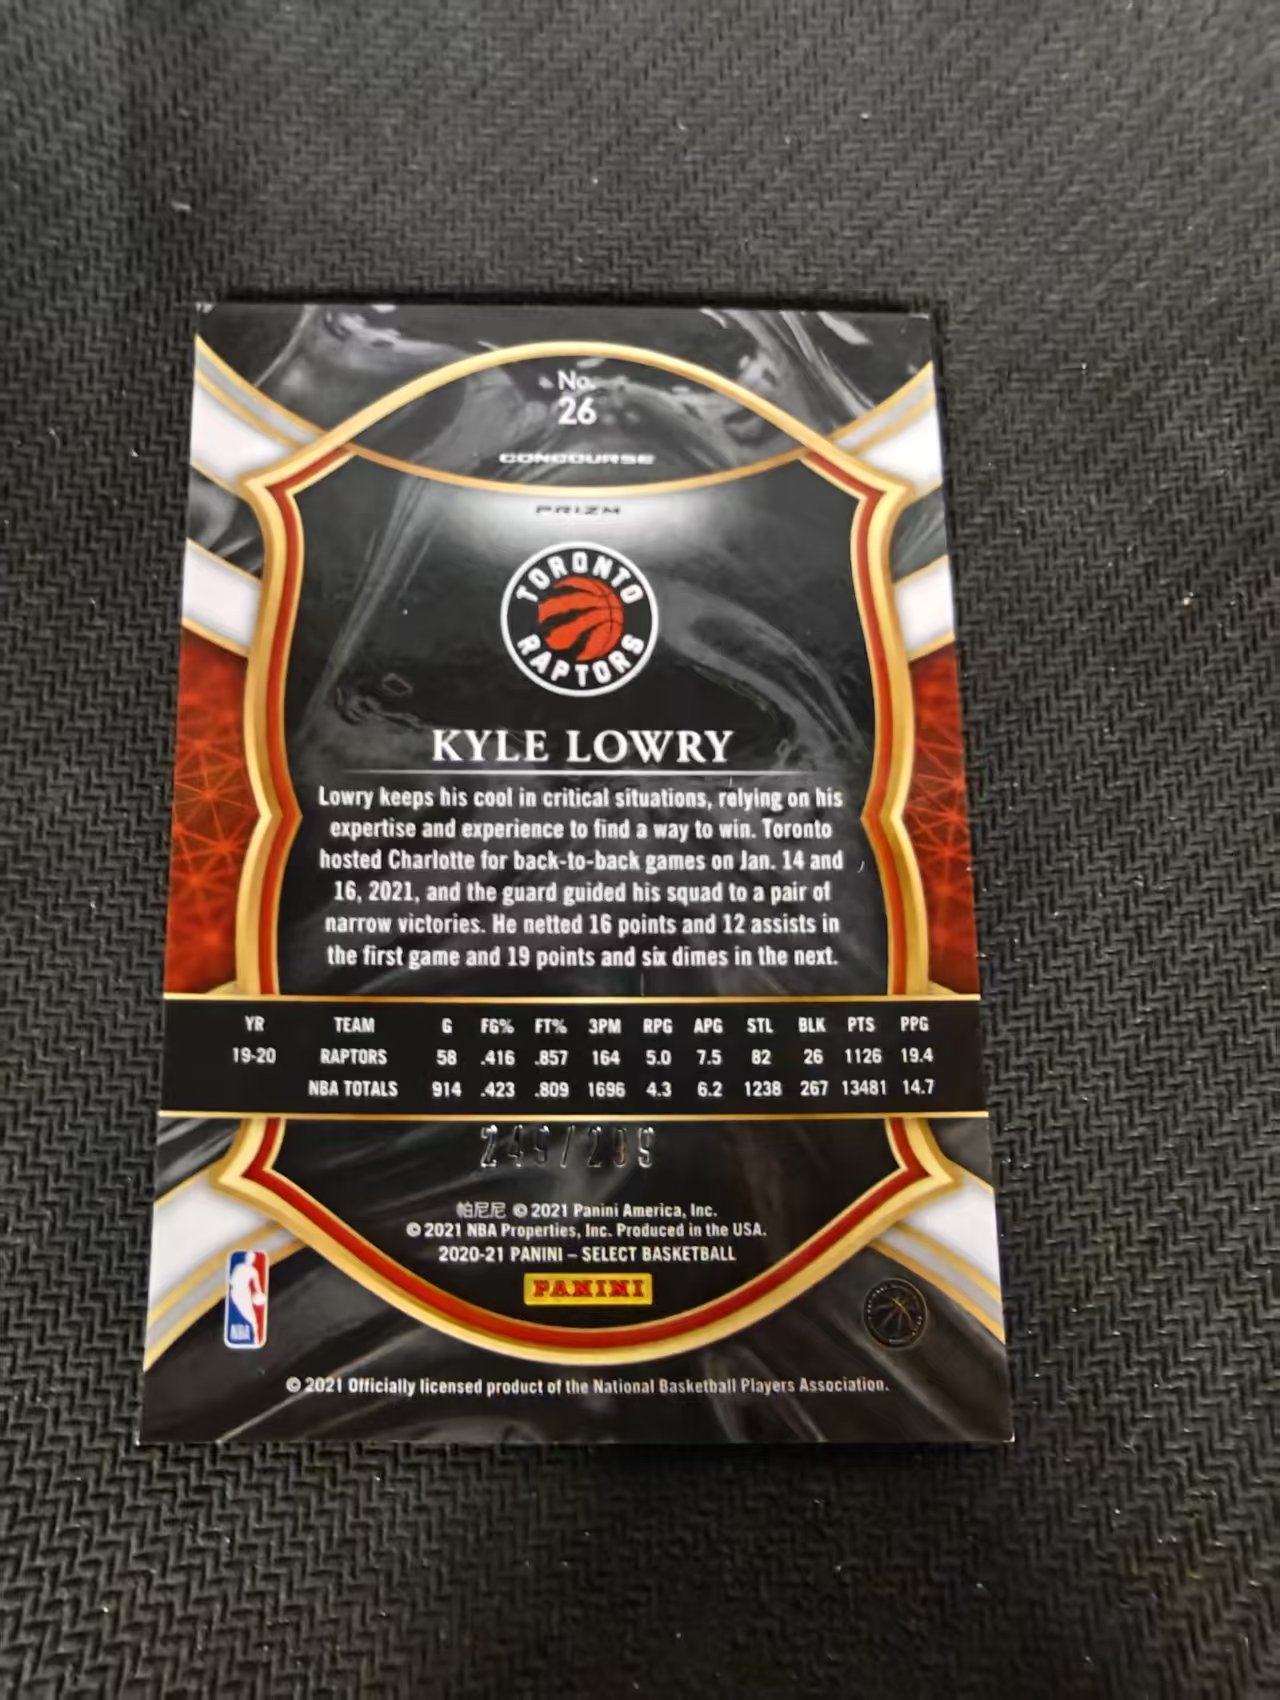 No.
26
CONCOURSE
PRIZM
TORONTO
RAPTORS
KYLE LOWRY
Lowry keeps his cool in critical situations, relying on his
expertise and experience to find a way to win. Toronto
hosted Charlotte for back-to-back games on Jan. 14 and
16, 2021, and the guard guided his squad to a pair of
narrow victories. He netted 16 points and 12 assists in
the first game and 19 points and six dimes in the next.
YR TEAM G FG% FT% 3PM RPG APG STL BLK PTS PPG
19-20 RAPTORS 58 .416 .857 164 5.0 7.5 82 26 1126 19.4
NBA TOTALS 914 .423 .809 1696 4.3 6.2 1238 267 13481 14.7
帕尼尼 © 2021 Panini America, Inc.
© 2021 NBA Properties, Inc. Produced in the USA.
2020-21 PANINI – SELECT BASKETBALL
PANINI
NBA
© 2021 Officially licensed product of the National Basketball Players Association.